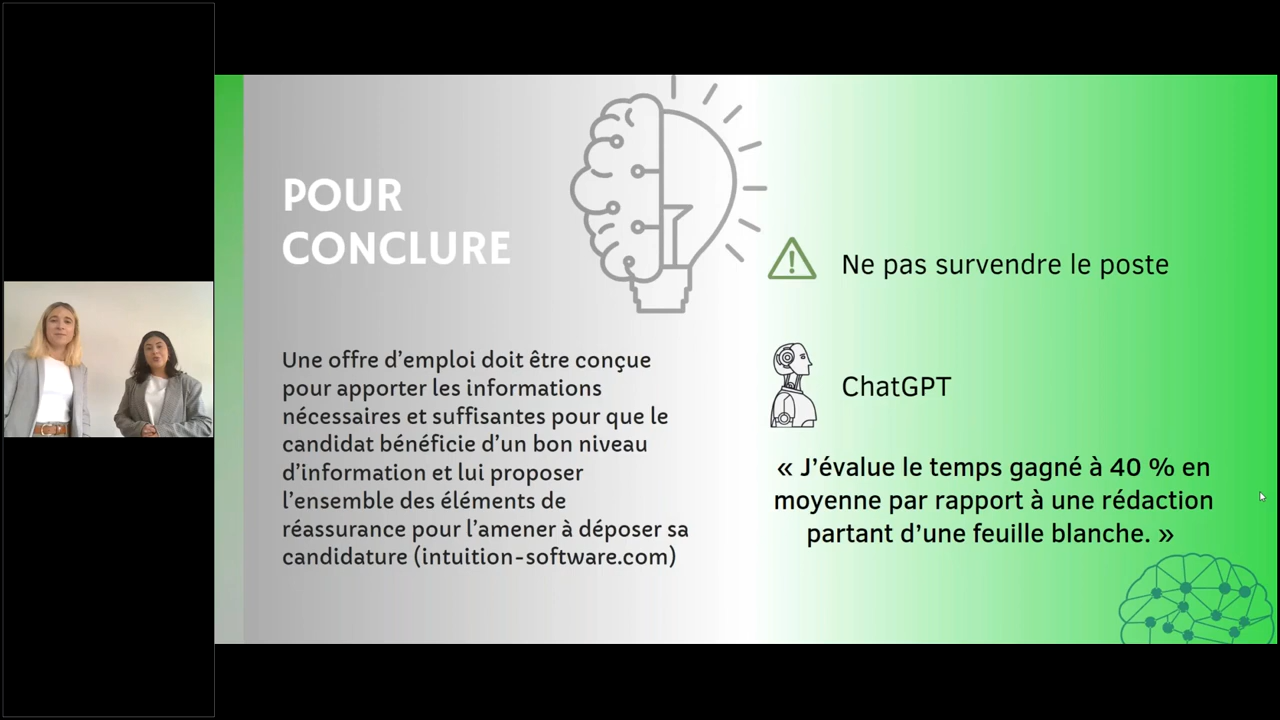 POUR
CONCLURE
Une offre d’emploi doit être conçue
pour apporter les informations
nécessaires et suffisantes pour que le
candidat bénéficie d’un bon niveau
d’information et lui proposer
l’ensemble des éléments de
réassurance pour l’amener à déposer sa
candidature (intuition-software.com)
Ne pas survendre le poste
ChatGPT
« J’évalue le temps gagné à 40 % en
moyenne par rapport à une rédaction
partant d’une feuille blanche. »